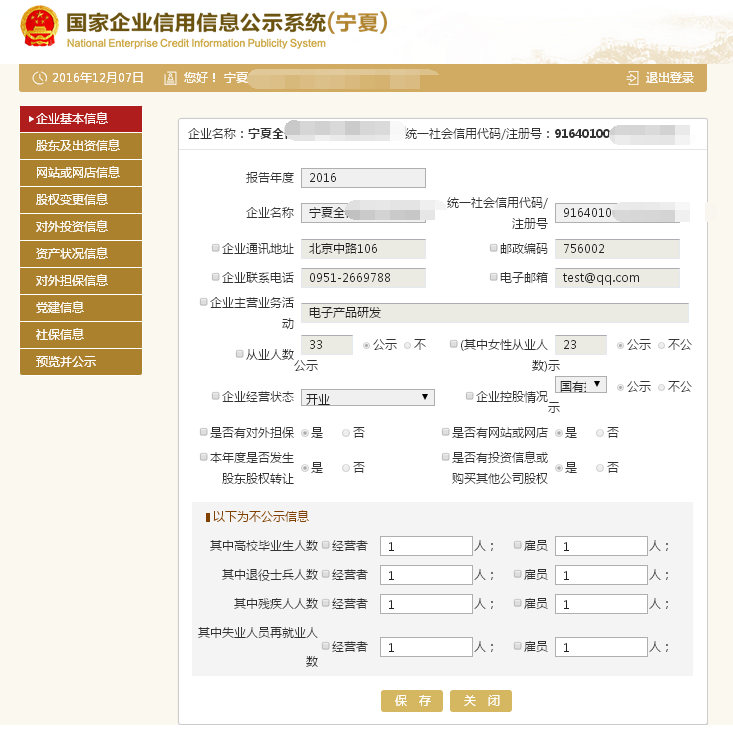 国家企业信用信息公示系统(宁夏)
National Enterprise Credit Information Publicity System
2016年12月07日 您好！ 宁夏 退出登录
企业基本信息
股东及出资信息
网站或网店信息
股权变更信息
对外投资信息
资产状况信息
对外担保信息
党建信息
社保信息
预览并公示
企业名称：宁夏全 统一社会信用代码/注册号：91640100
报告年度 2016
企业名称 宁夏全 统一社会信用代码/
注册号 9164010
企业通讯地址 北京中路106 邮政编码 756002
企业联系电话 0951-2669788 电子邮箱 test@qq.com
企业主营业务活
动 电子产品研发
从业人数 33 公示 不
公示
(其中女性从业人
数) 23 公示 不公
示
企业经营状态 开业 企业控股情况 国有 公示 不公
示
是否有对外担保 是 否 是否有网站或网店 是 否
本年度是否发生
股东股权转让 是 否
是否有投资信息或
购买其他公司股权 是 否
以下为不公示信息
其中高校毕业生人数 经营者 1 人； 雇员 1 人；
其中退役士兵人数 经营者 1 人； 雇员 1 人；
其中残疾人人数 经营者 1 人； 雇员 1 人；
其中失业人员再就业人
数 经营者 1 人； 雇员 1 人；
保 存 关 闭